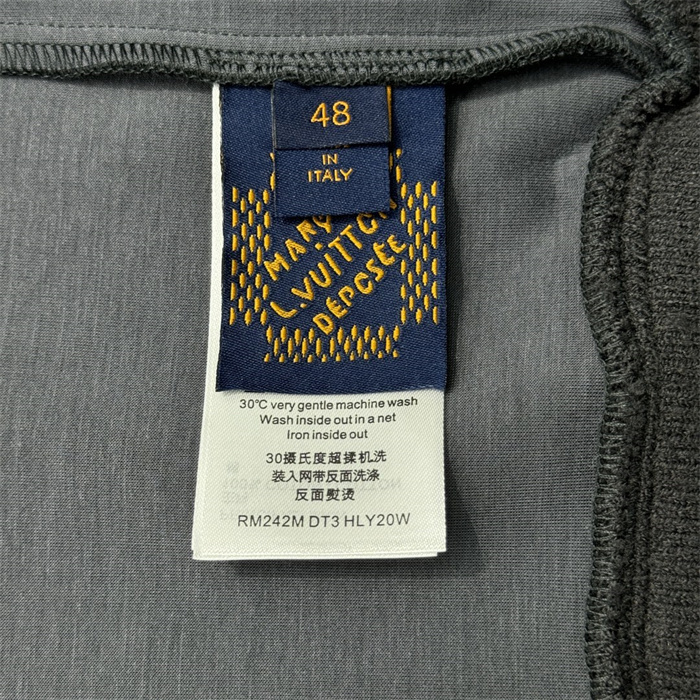 48
IN
ITALY
L.VUITTON
DÉPOSÉE
30℃ very gentle machine wash
Wash inside out in a net
Iron inside out
30摄氏度超揉机洗
装入网带反面洗涤
反面熨烫
RM242M DT3 HLY20W